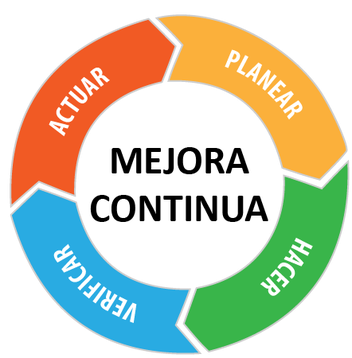 PLANEAR
HACER
VERIFICAR
ACTUAR
MEJORA
CONTINUA